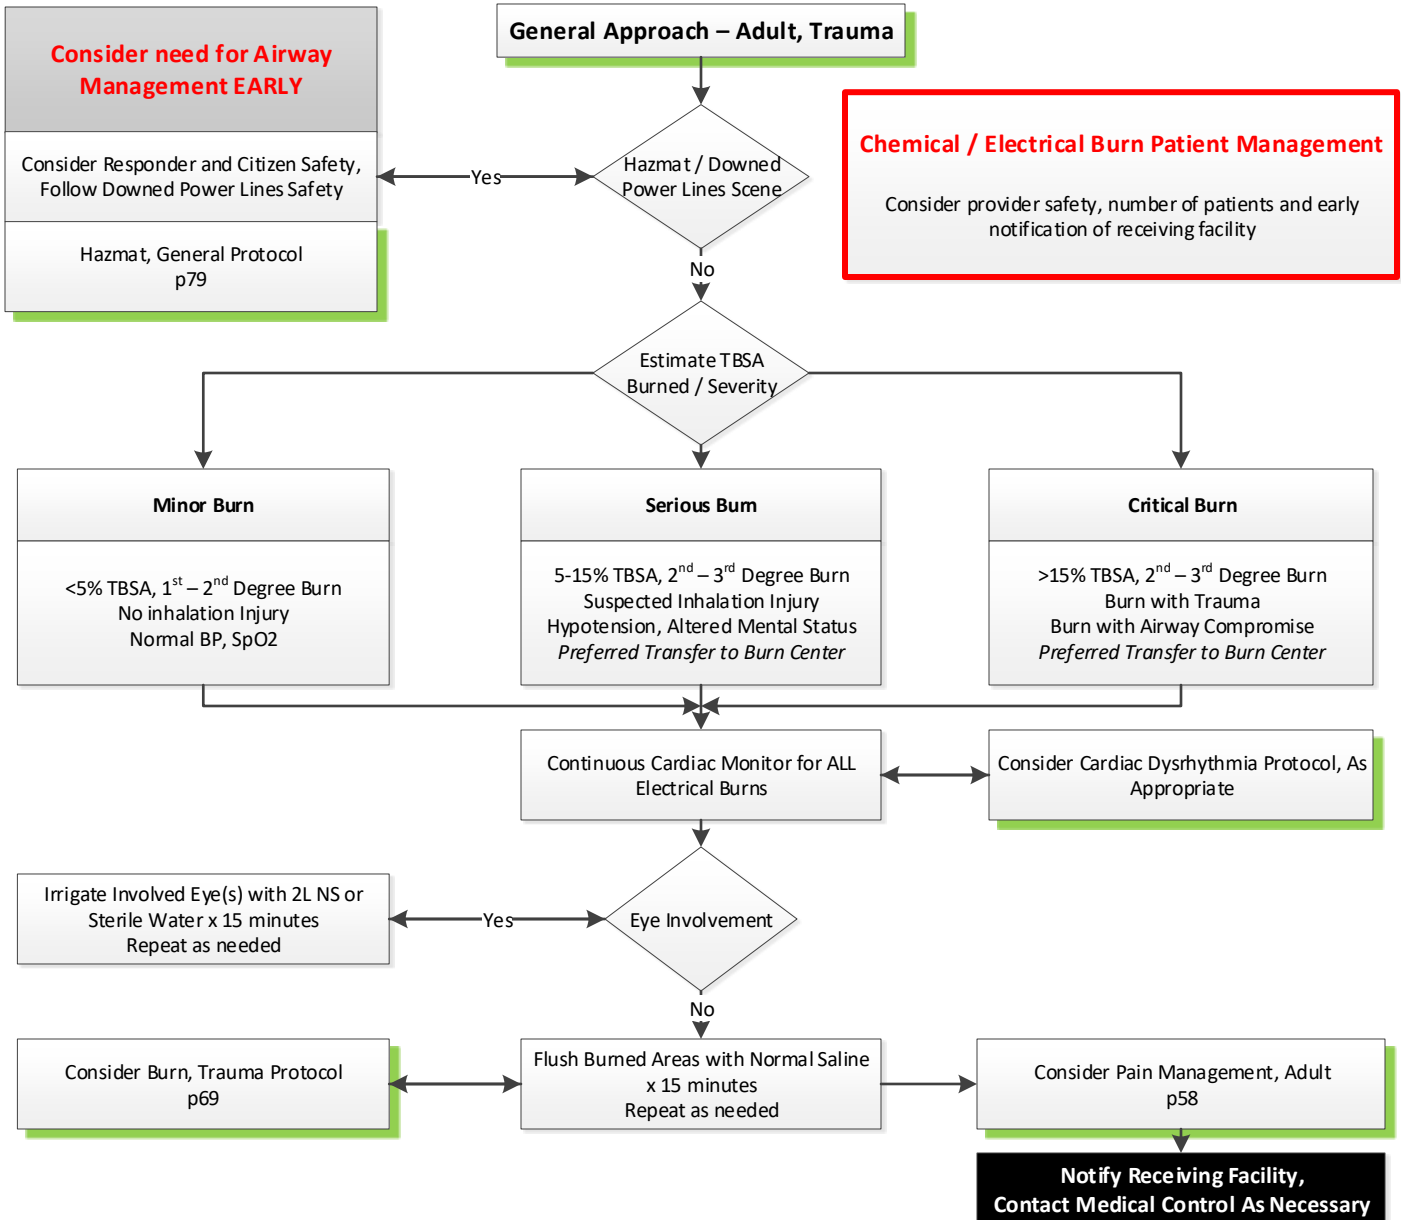 General Approach – Adult, Trauma
Consider need for Airway
Management EARLY
Consider Responder and Citizen Safety,
Follow Downed Power Lines Safety
Hazmat, General Protocol
p79
Yes
Hazmat / Downed
Power Lines Scene
Chemical / Electrical Burn Patient Management
Consider provider safety, number of patients and early
notification of receiving facility
No
Estimate TBSA
Burned / Severity
Minor Burn
<5% TBSA, 1st – 2nd Degree Burn
No inhalation Injury
Normal BP, SpO2
Serious Burn
5-15% TBSA, 2nd – 3rd Degree Burn
Suspected Inhalation Injury
Hypotension, Altered Mental Status
Preferred Transfer to Burn Center
Critical Burn
>15% TBSA, 2nd – 3rd Degree Burn
Burn with Trauma
Burn with Airway Compromise
Preferred Transfer to Burn Center
Continuous Cardiac Monitor for ALL
Electrical Burns
Consider Cardiac Dysrhythmia Protocol, As
Appropriate
Irrigate Involved Eye(s) with 2L NS or
Sterile Water x 15 minutes
Repeat as needed
Yes
Eye Involvement
No
Consider Burn, Trauma Protocol
p69
Flush Burned Areas with Normal Saline
x 15 minutes
Repeat as needed
Consider Pain Management, Adult
p58
Notify Receiving Facility,
Contact Medical Control As Necessary